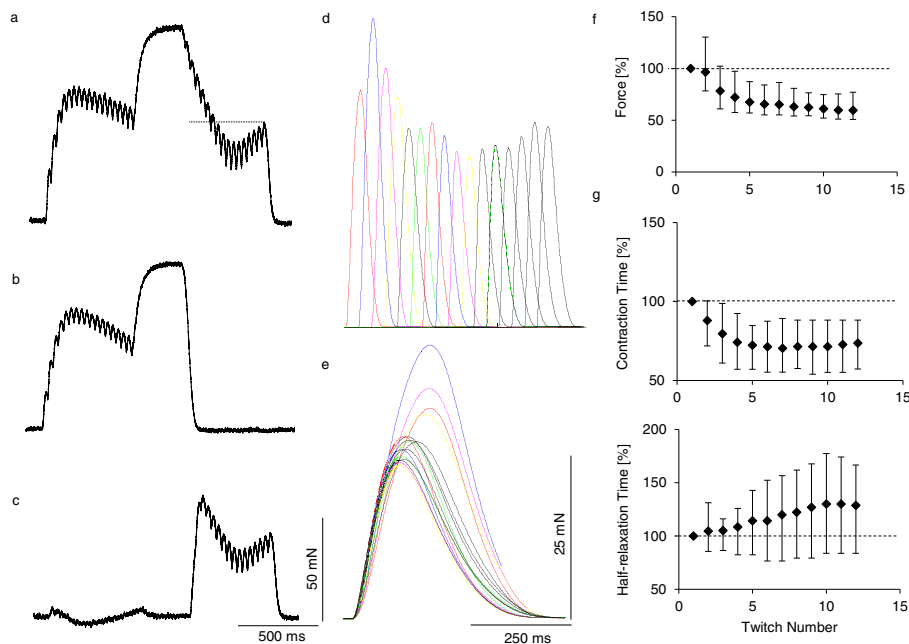 a
b
c
50 mN
500 ms
d
e
25 mN
250 ms
f
Force [%]
150
100
50
0
0
5
10
15
g
Contraction Time [%]
150
100
50
0
5
10
15
Half-relaxation Time [%]
200
150
100
50
0
5
10
15
Twitch Number